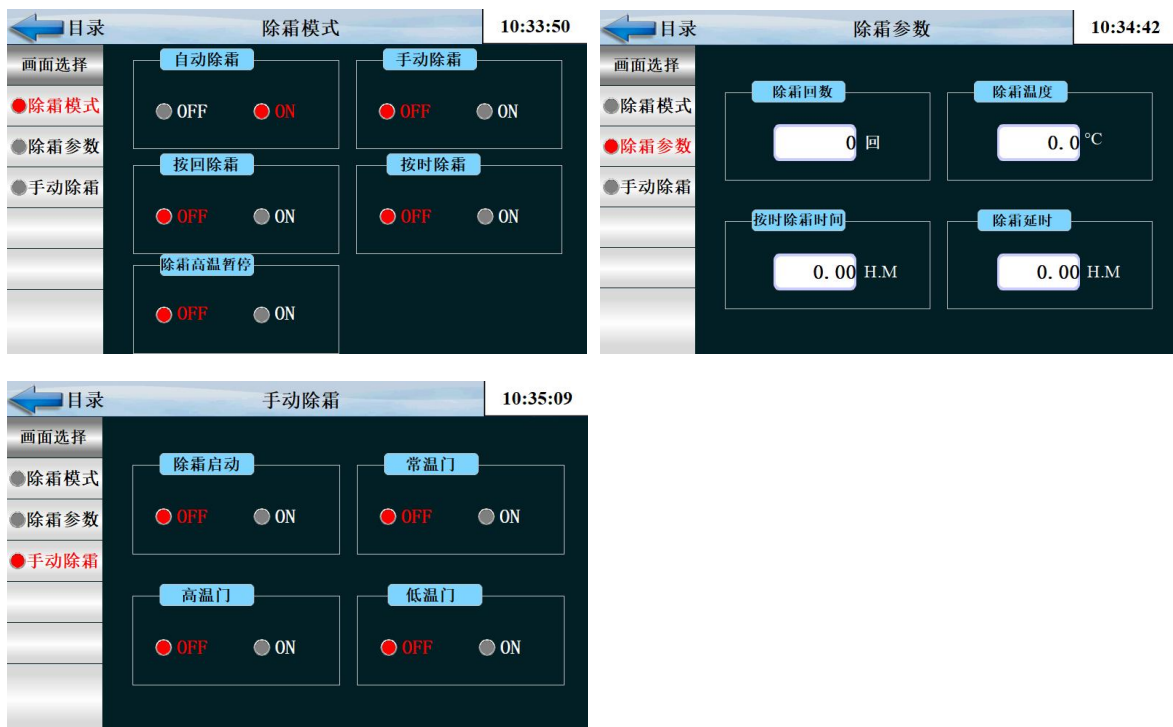 目录 除霜模式 10:33:50
画面选择
除霜模式
除霜参数
手动除霜
自动除霜 手动除霜
OFF ON OFF ON
按回除霜 按时除霜
OFF ON OFF ON
除霜高温暂停
OFF ON
目录 除霜参数 10:34:42
画面选择
除霜模式
除霜参数
手动除霜
除霜回数 除霜温度
0 回 0.0 °C
按时除霜时间 除霜延时
0.00 H.M 0.00 H.M
目录 手动除霜 10:35:09
画面选择
除霜模式
除霜参数
手动除霜
除霜启动 常温门
OFF ON OFF ON
高温门 低温门
OFF ON OFF ON